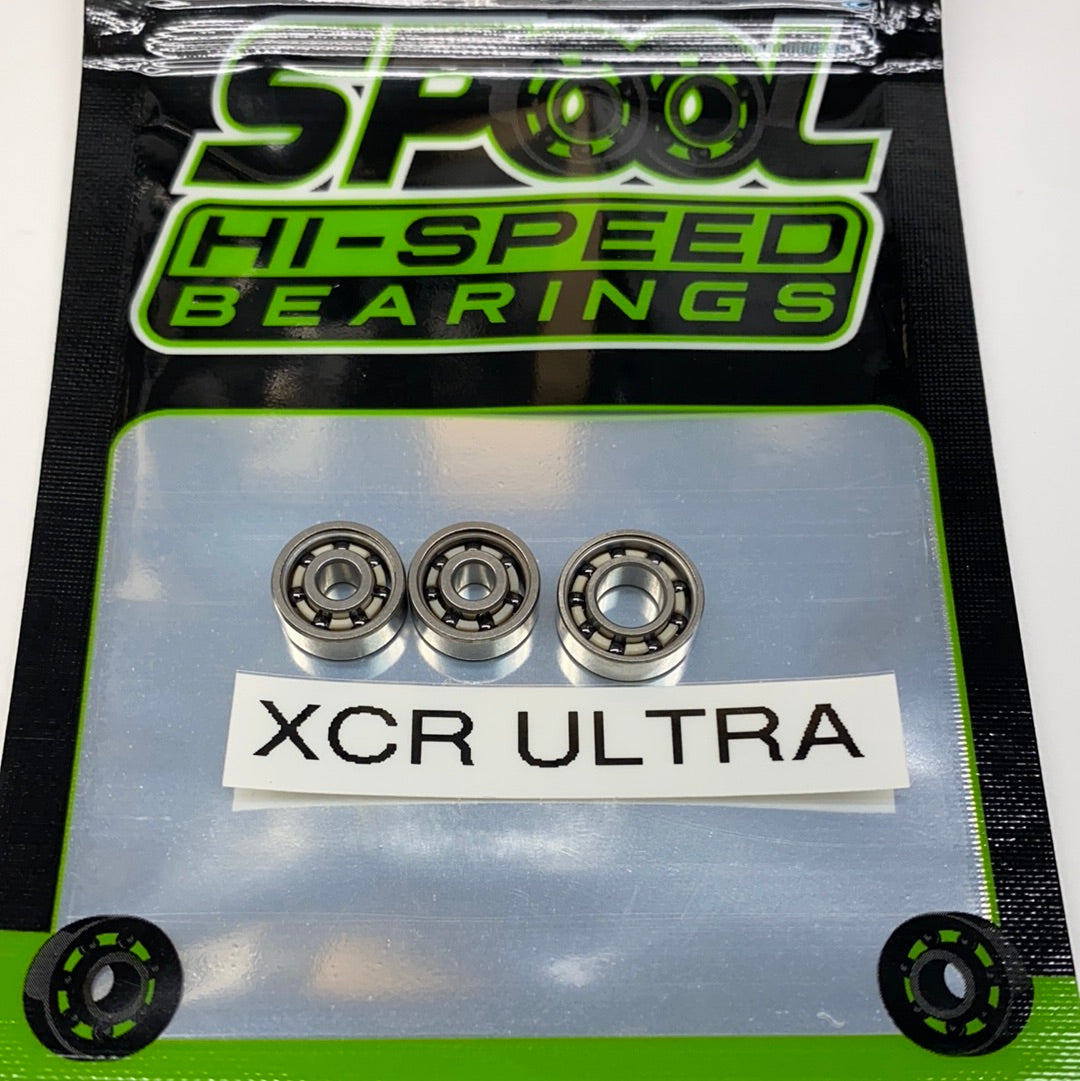 SPOOL
HI-SPEED
BEARINGS
XCR ULTRA